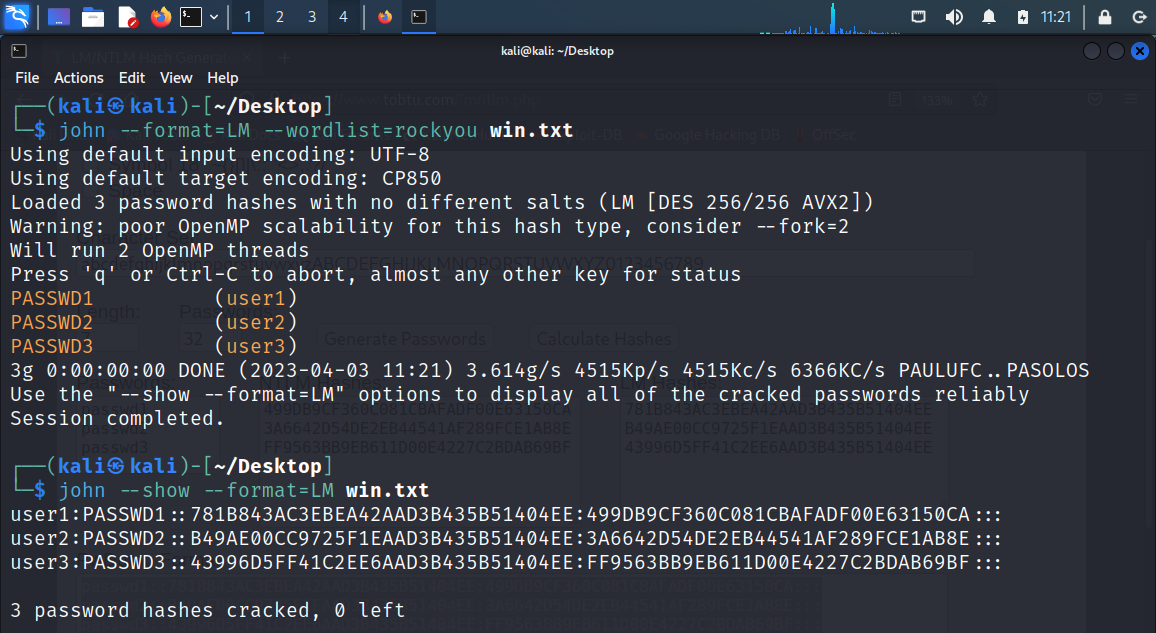 1 2 3 4 11:21
kali@kali: ~/Desktop
File Actions Edit View Help
┌──(kali㉿kali)-[~/Desktop]
└─$ john --format=LM --wordlist=rockyou win.txt
Using default input encoding: UTF-8
Using default target encoding: CP850
Loaded 3 password hashes with no different salts (LM [DES 256/256 AVX2])
Warning: poor OpenMP scalability for this hash type, consider --fork=2
Will run 2 OpenMP threads
Press 'q' or Ctrl-C to abort, almost any other key for status
PASSWD1 (user1)
PASSWD2 (user2)
PASSWD3 (user3)
3g 0:00:00:00 DONE (2023-04-03 11:21) 3.614g/s 4515Kp/s 4515Kc/s 6366KC/s PAULUFC..PASOLOS
Use the "--show --format=LM" options to display all of the cracked passwords reliably
Session completed.
┌──(kali㉿kali)-[~/Desktop]
└─$ john --show --format=LM win.txt
user1:PASSWD1::781B843AC3EBEA42AAD3B435B51404EE:499DB9CF360C081CBAFADF00E63150CA:::
user2:PASSWD2::B49AE00CC9725F1EAAD3B435B51404EE:3A6642D54DE2EB44541AF289FCE1AB8E:::
user3:PASSWD3::43996D5FF41C2EE6AAD3B435B51404EE:FF9563BB9EB611D00E4227C2BDAB69BF:::
3 password hashes cracked, 0 left